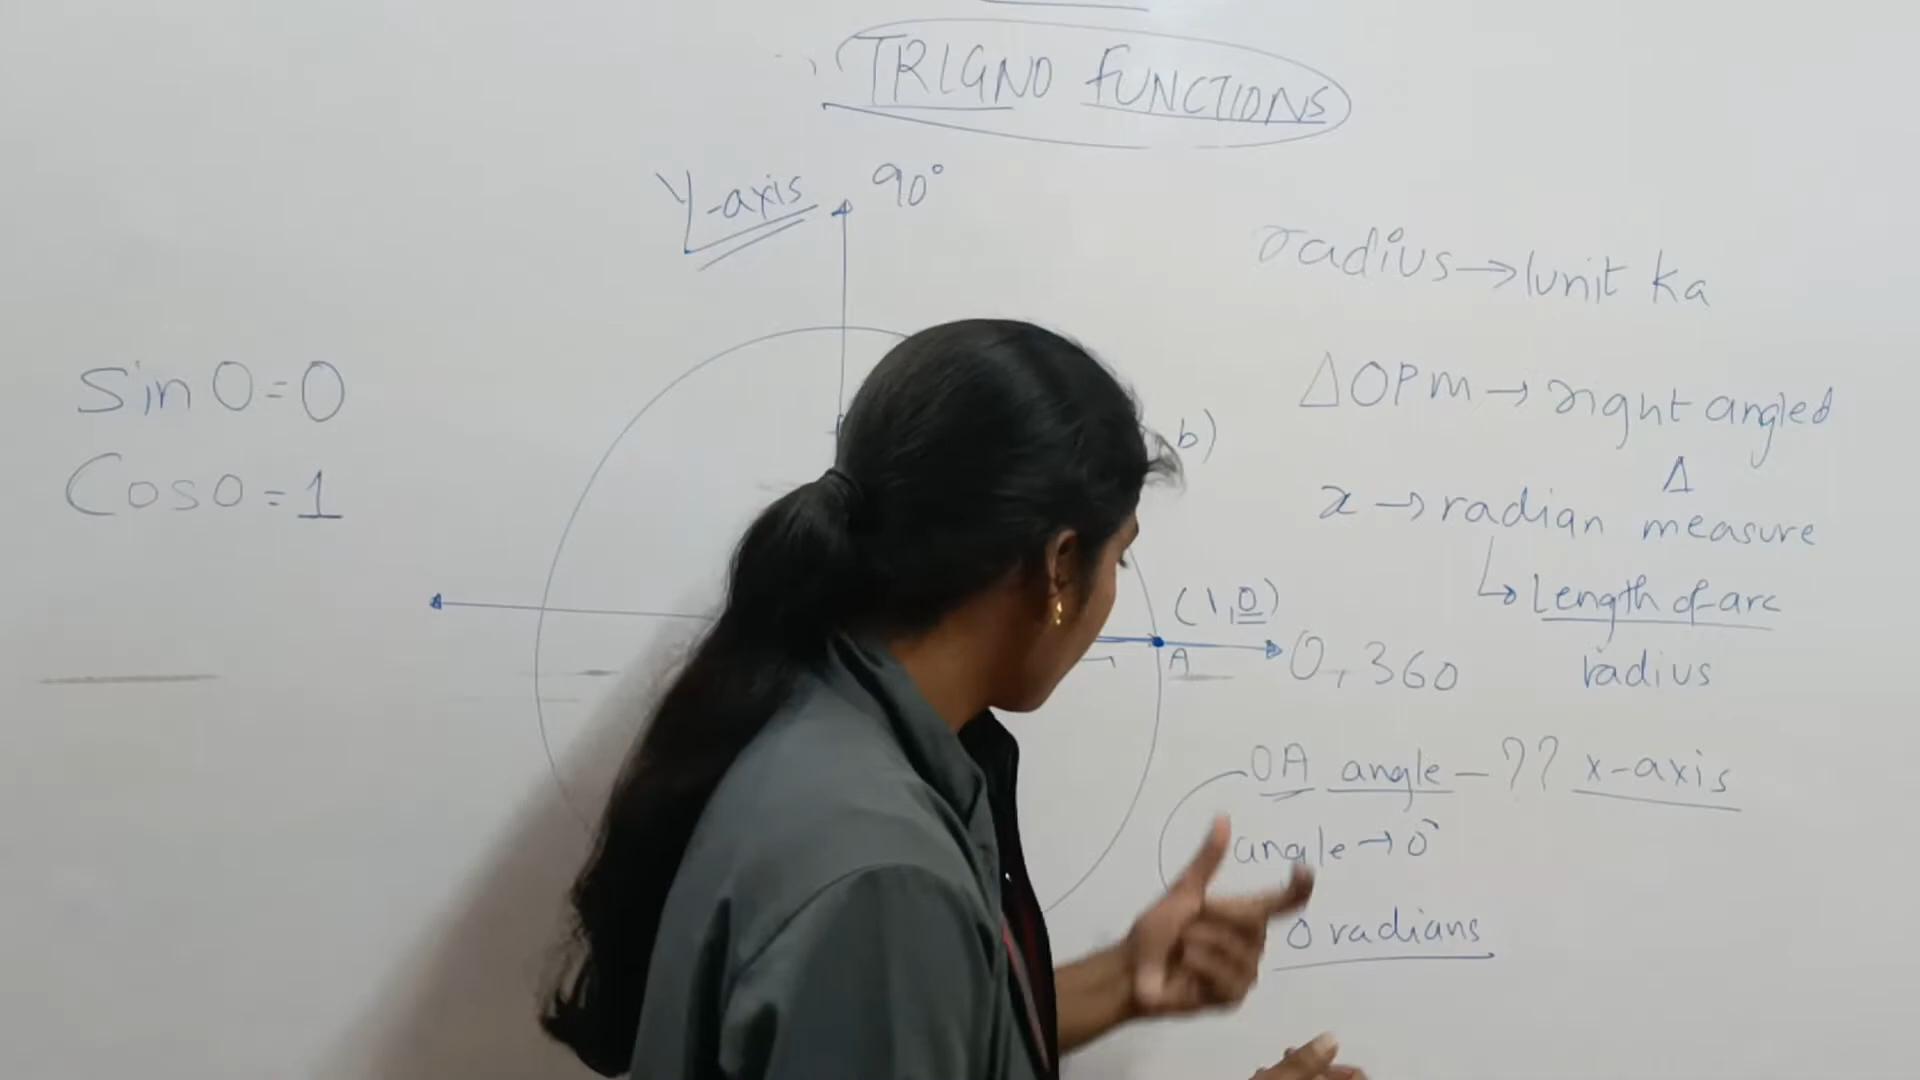 TRIGNO FUNCTIONS
Y-axis 90°
radius → 1unit ka
Sin 0 = 0
Cos 0 = 1
b)
ΔOPM → right angled
Δ
x → radian measure
(1, 0)
Length of arc
radius
A
0, 360
OA angle - ?? x-axis
angle → 0°
0 radians